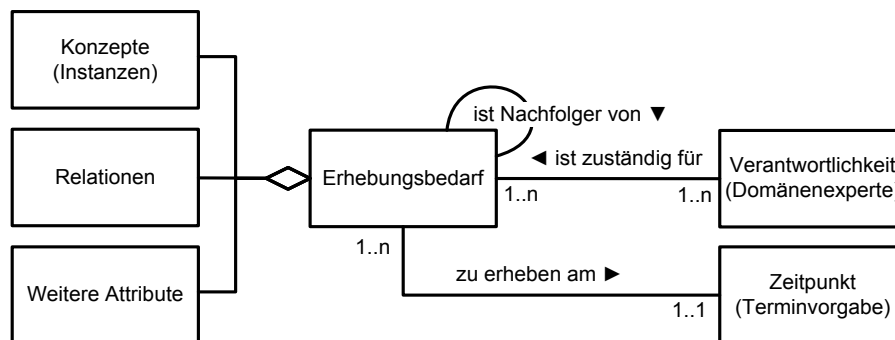 Konzepte
(Instanzen)
Relationen
Weitere Attribute
Erhebungsbedarf
ist Nachfolger von ▼
◄ ist zuständig für
1..n
1..n
Verantwortlichkeit
(Domänenexperte
1..n
zu erheben am ►
1..1
Zeitpunkt
(Terminvorgabe)